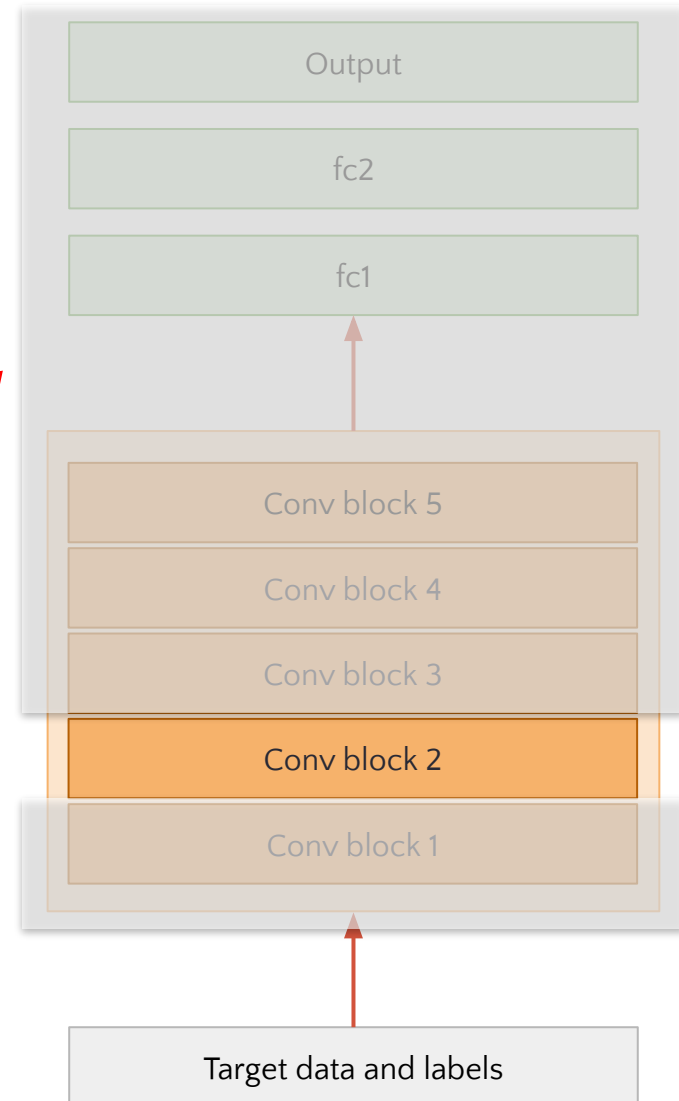 Output
fc2
fc1
Conv block 5
Conv block 4
Conv block 3
Conv block 2
Conv block 1
Target data and labels